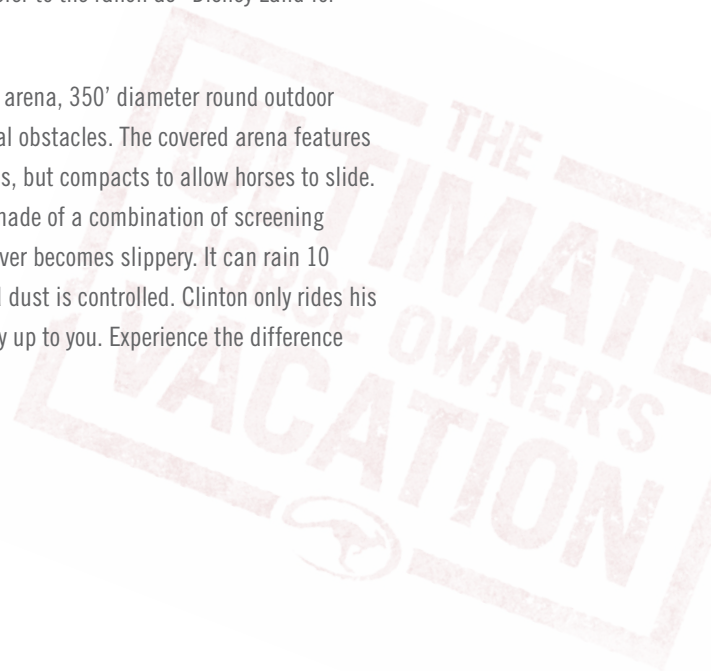 arena, 350’ diameter round outdoor
al obstacles. The covered arena features
s, but compacts to allow horses to slide.
made of a combination of screening
ver becomes slippery. It can rain 10
dust is controlled. Clinton only rides his
y up to you. Experience the difference
THE
ULTIMATE
HORSE OWNER'S
VACATION